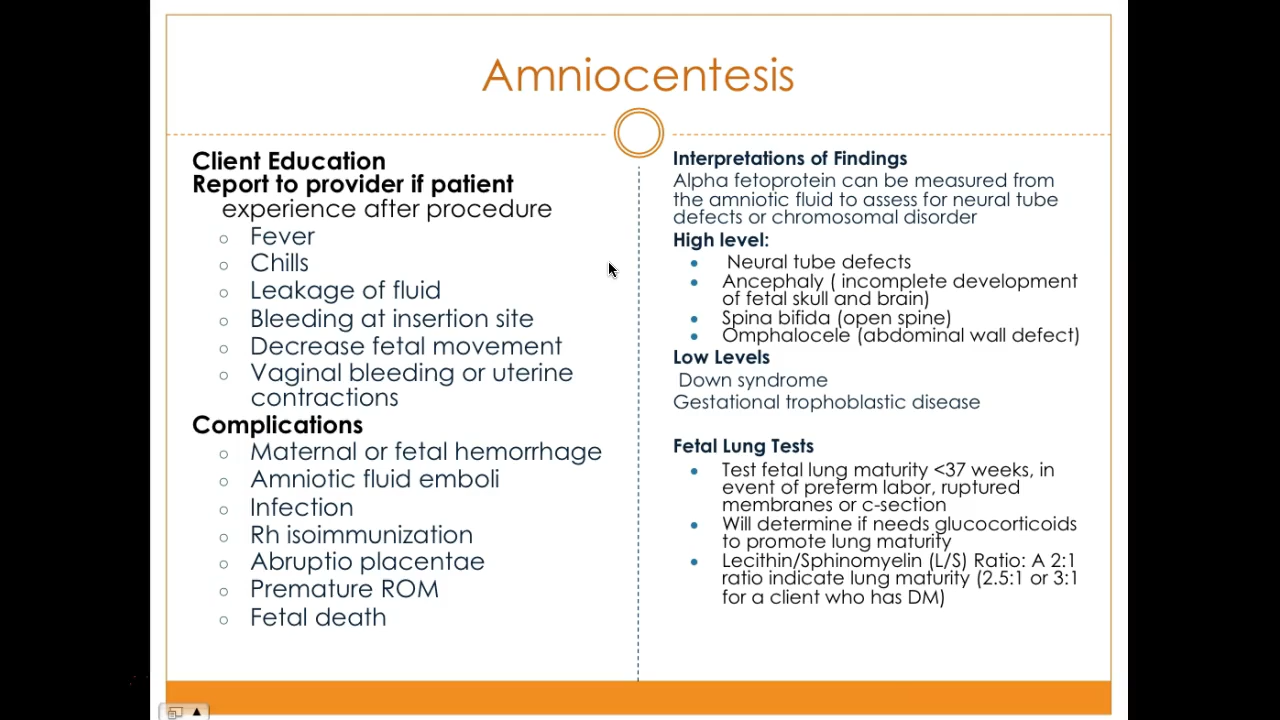 Amniocentesis
Client Education
Report to provider if patient
experience after procedure
○ Fever
○ Chills
○ Leakage of fluid
○ Bleeding at insertion site
○ Decrease fetal movement
○ Vaginal bleeding or uterine
contractions
Complications
○ Maternal or fetal hemorrhage
○ Amniotic fluid emboli
○ Infection
○ Rh isoimmunization
○ Abruptio placentae
○ Premature ROM
○ Fetal death
Interpretations of Findings
Alpha fetoprotein can be measured from
the amniotic fluid to assess for neural tube
defects or chromosomal disorder
High level:
• Neural tube defects
• Ancephaly ( incomplete development
of fetal skull and brain)
• Spina bifida (open spine)
• Omphalocele (abdominal wall defect)
Low Levels
Down syndrome
Gestational trophoblastic disease
Fetal Lung Tests
• Test fetal lung maturity <37 weeks, in
event of preterm labor, ruptured
membranes or c-section
• Will determine if needs glucocorticoids
to promote lung maturity
• Lecithin/Sphinomyelin (L/S) Ratio: A 2:1
ratio indicate lung maturity (2.5:1 or 3:1
for a client who has DM)